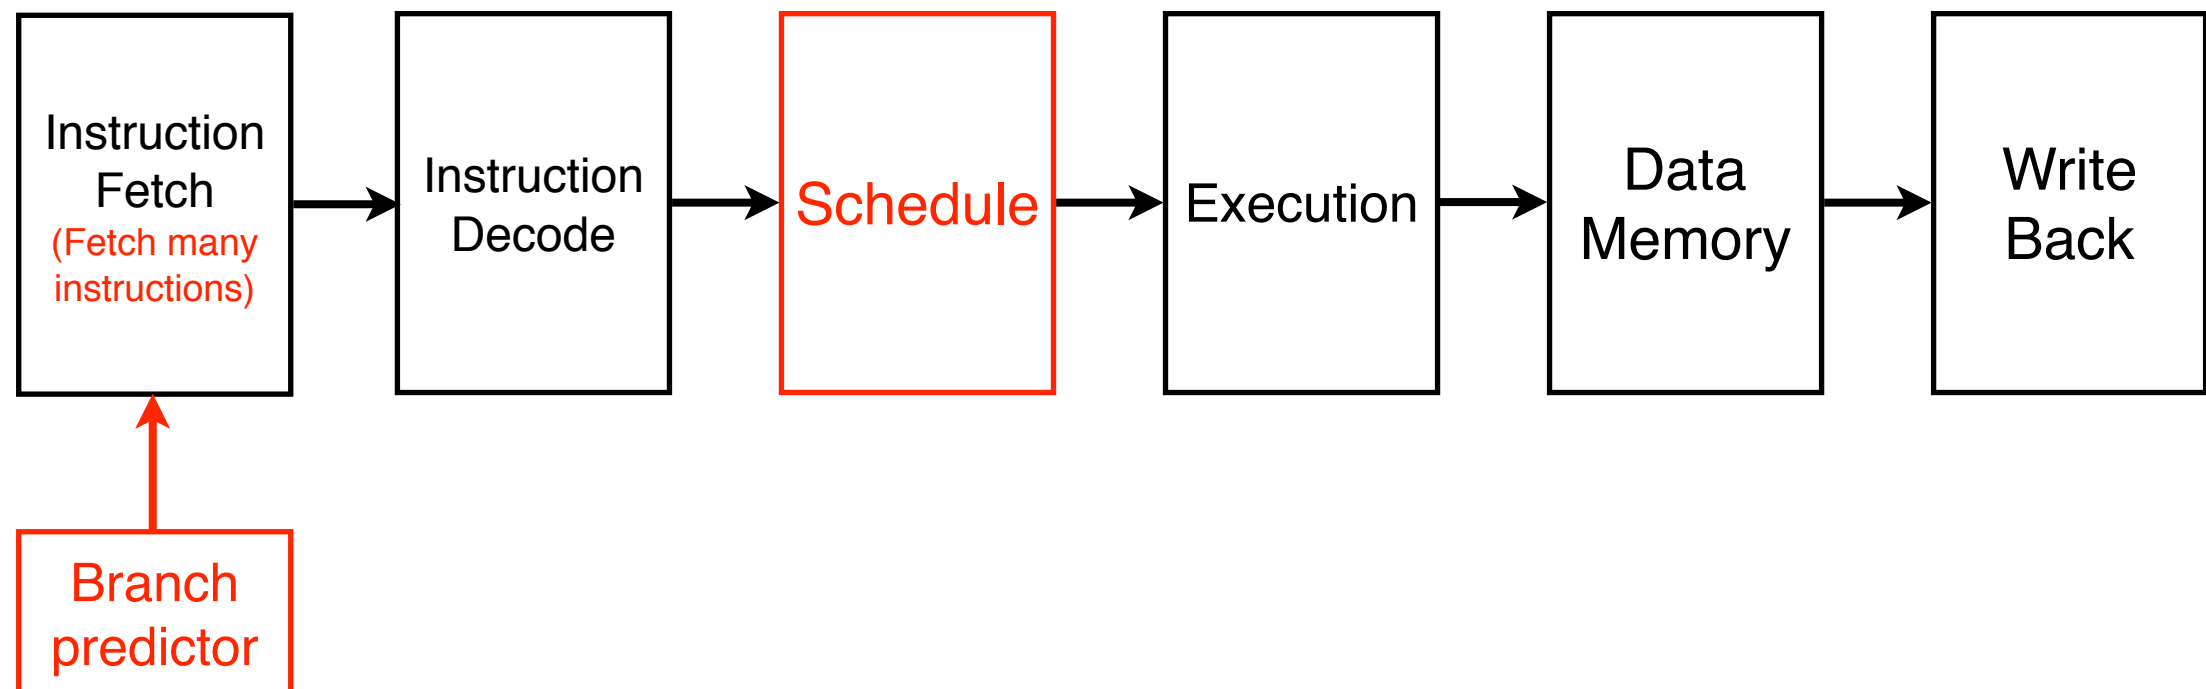 Instruction
Fetch
(Fetch many
instructions)
Instruction
Decode
Schedule
Execution
Data
Memory
Write
Back
Branch
predictor